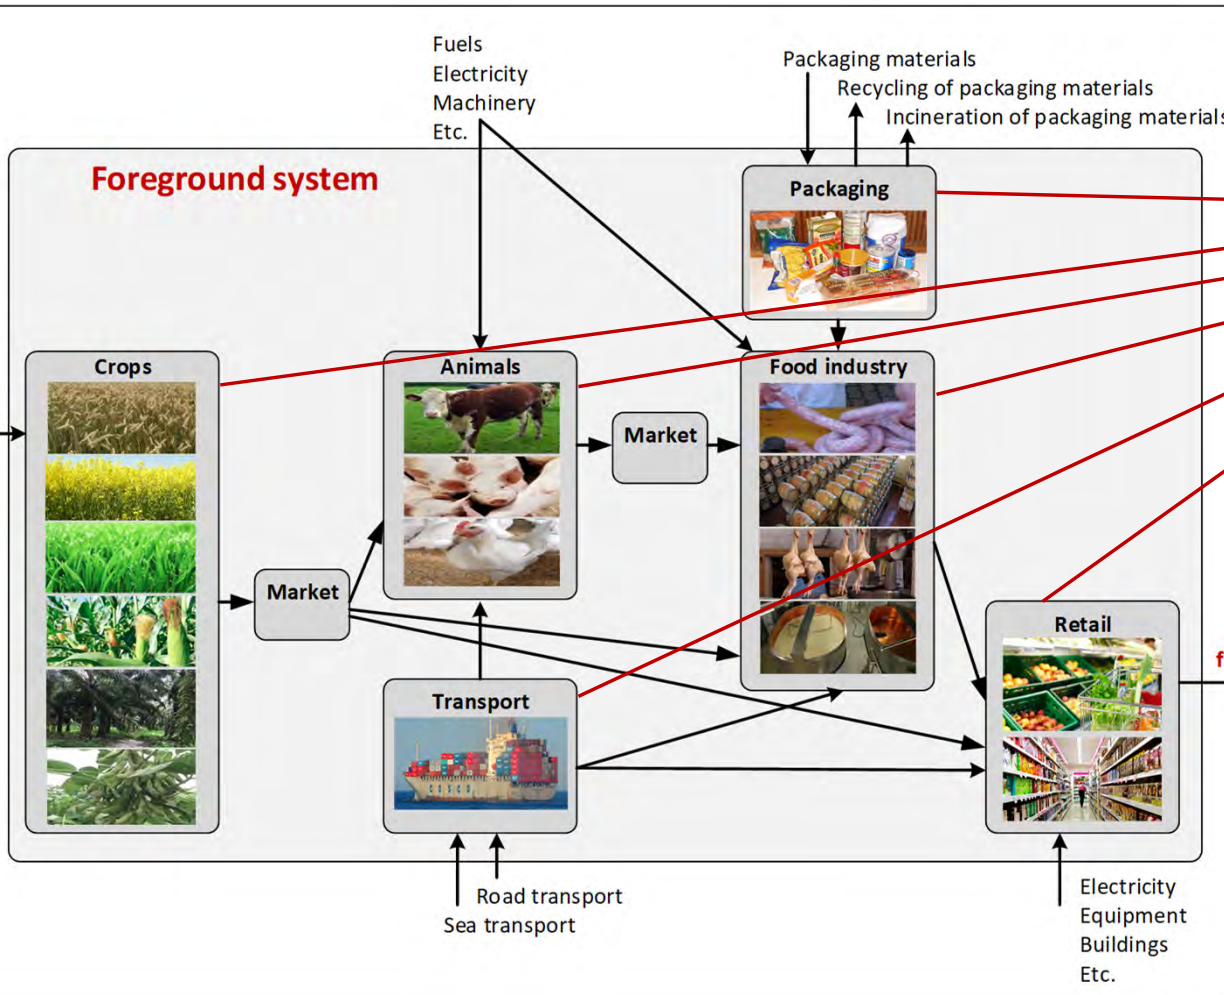 Fuels
Electricity
Machinery
Etc.
Packaging materials
Recycling of packaging materials
Incineration of packaging materials
Foreground system
Packaging
Crops
Animals
Food industry
Market
Market
Retail
f
Transport
COSCO
Road transport
Sea transport
Electricity
Equipment
Buildings
Etc.